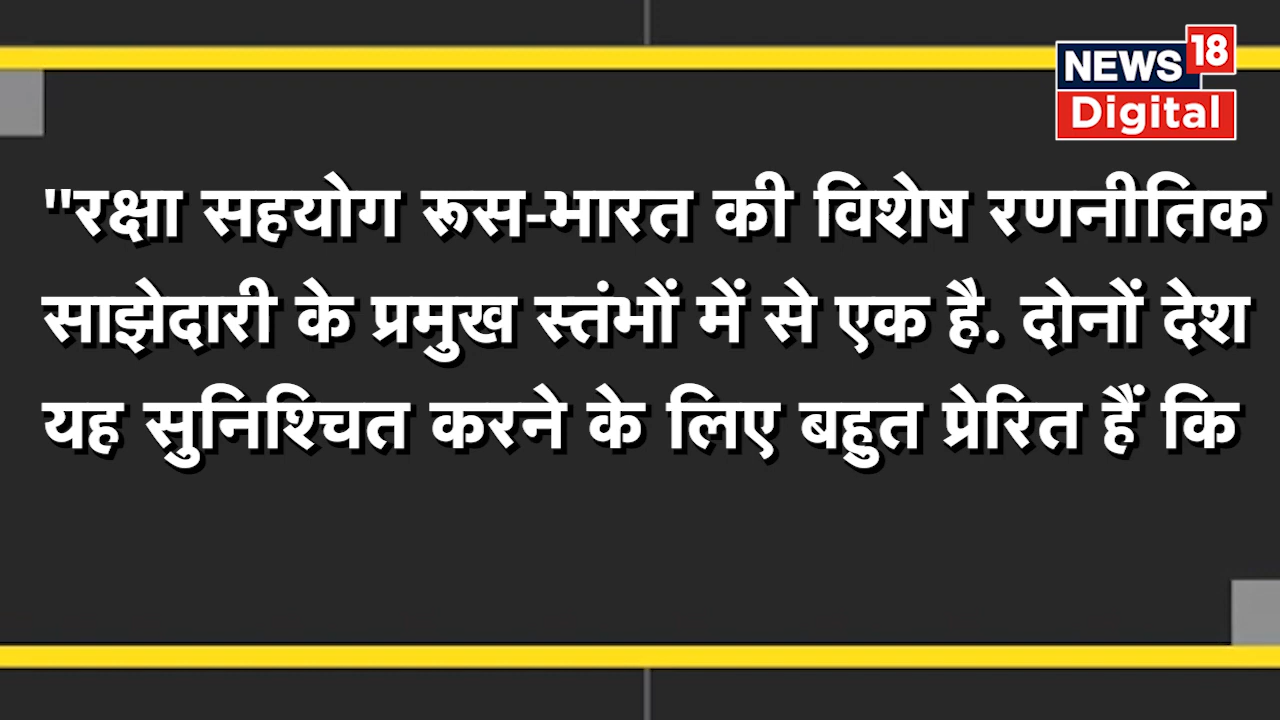 NEWS 18
Digital
"रक्षा सहयोग रूस-भारत की विशेष रणनीतिक
साझेदारी के प्रमुख स्तंभों में से एक है. दोनों देश
यह सुनिश्चित करने के लिए बहुत प्रेरित हैं कि